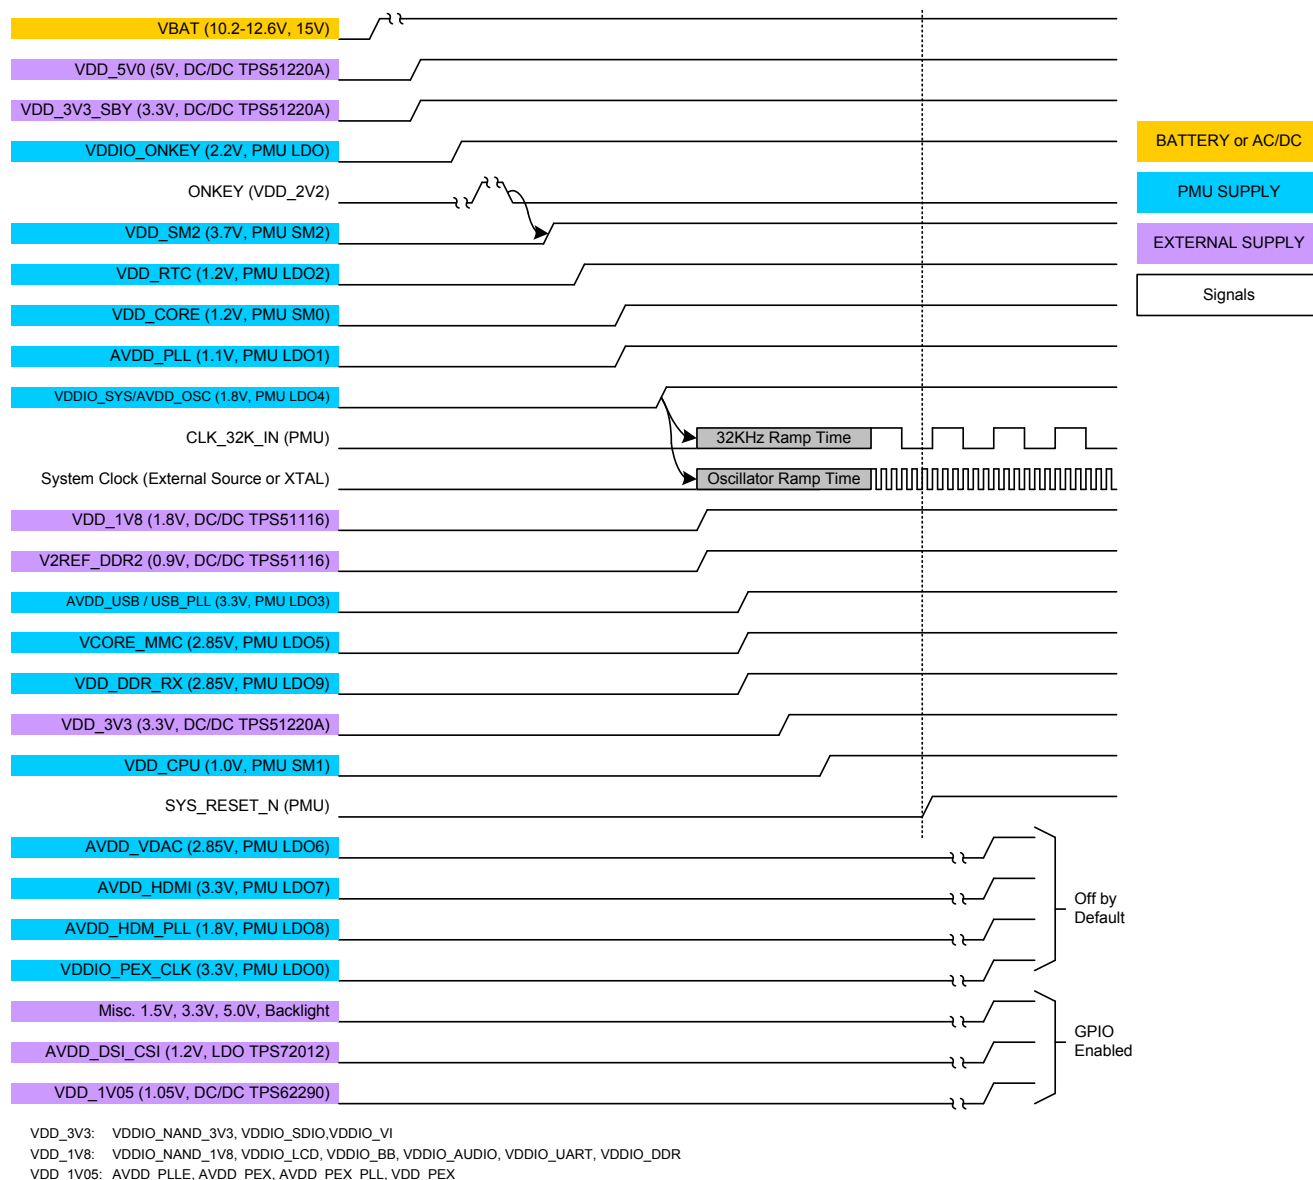 VBAT (10.2-12.6V, 15V)
VDD_5V0 (5V, DC/DC TPS51220A)
VDD_3V3_SBY (3.3V, DC/DC TPS51220A)
VDDIO_ONKEY (2.2V, PMU LDO)
ONKEY (VDD_2V2)
VDD_SM2 (3.7V, PMU SM2)
VDD_RTC (1.2V, PMU LDO2)
VDD_CORE (1.2V, PMU SM0)
AVDD_PLL (1.1V, PMU LDO1)
VDDIO_SYS/AVDD_OSC (1.8V, PMU LDO4)
CLK_32K_IN (PMU)
32KHz Ramp Time
System Clock (External Source or XTAL)
Oscillator Ramp Time
VDD_1V8 (1.8V, DC/DC TPS51116)
V2REF_DDR2 (0.9V, DC/DC TPS51116)
AVDD_USB / USB_PLL (3.3V, PMU LDO3)
VCORE_MMC (2.85V, PMU LDO5)
VDD_DDR_RX (2.85V, PMU LDO9)
VDD_3V3 (3.3V, DC/DC TPS51220A)
VDD_CPU (1.0V, PMU SM1)
SYS_RESET_N (PMU)
AVDD_VDAC (2.85V, PMU LDO6)
AVDD_HDMI (3.3V, PMU LDO7)
AVDD_HDM_PLL (1.8V, PMU LDO8)
VDDIO_PEX_CLK (3.3V, PMU LDO0)
Off by
Default
Misc. 1.5V, 3.3V, 5.0V, Backlight
AVDD_DSI_CSI (1.2V, LDO TPS72012)
VDD_1V05 (1.05V, DC/DC TPS62290)
GPIO
Enabled
BATTERY or AC/DC
PMU SUPPLY
EXTERNAL SUPPLY
Signals
VDD_3V3: VDDIO_NAND_3V3, VDDIO_SDIO,VDDIO_VI
VDD_1V8: VDDIO_NAND_1V8, VDDIO_LCD, VDDIO_BB, VDDIO_AUDIO, VDDIO_UART, VDDIO_DDR
VDD_1V05: AVDD_PLLE, AVDD_PEX, AVDD_PEX_PLL, VDD_PEX